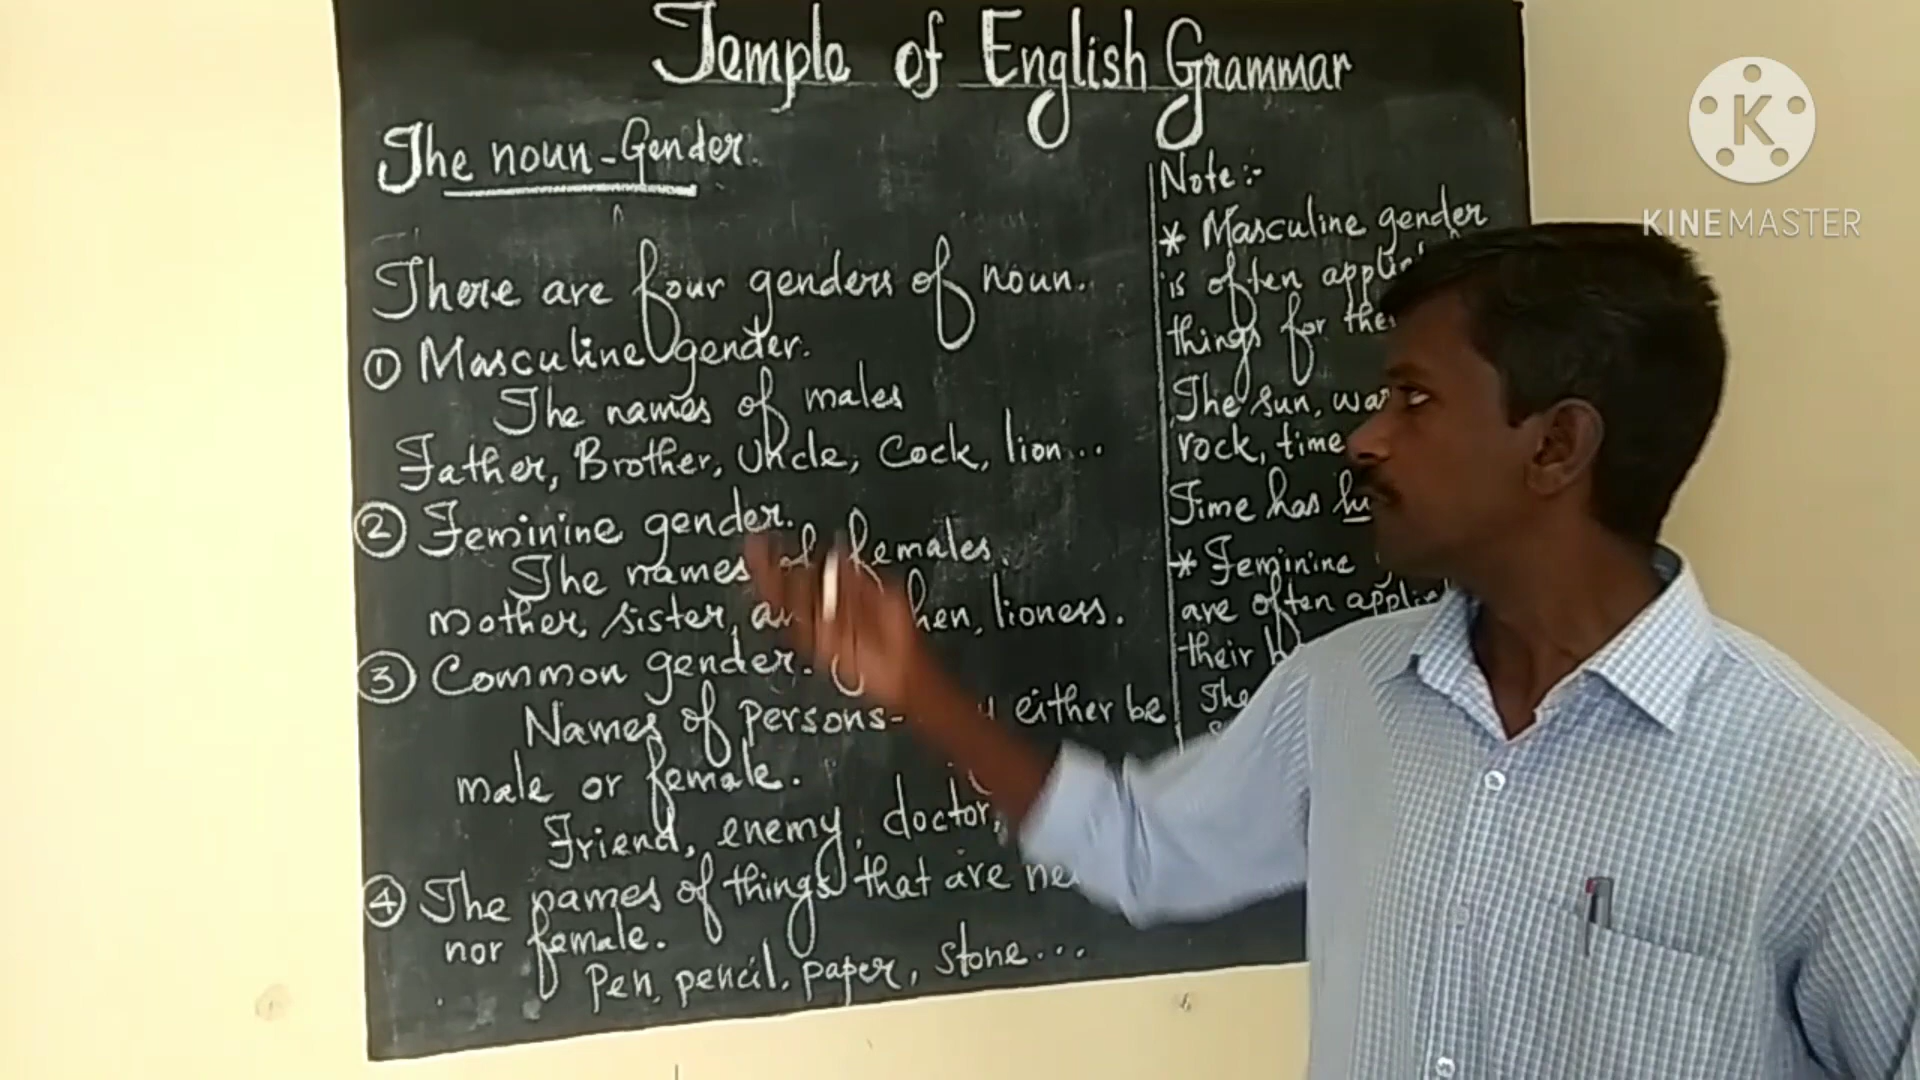 Temple of English Grammar
The noun - Gender.
There are four genders of noun.
① Masculine gender.
The names of males
Father, Brother, Uncle, Cock, lion...
② Feminine gender.
The names of females.
mother, sister, hen, lioness.
③ Common gender.
Names of persons- either be
male or female.
Friend, enemy, doctor,
④ The names of things that are
nor female.
Pen, pencil, paper, stone...
Note:-
* Masculine gender
is often
things for
The sun,
rock, time
Time has
* Feminine
are often
their
The
K
KINEMASTER